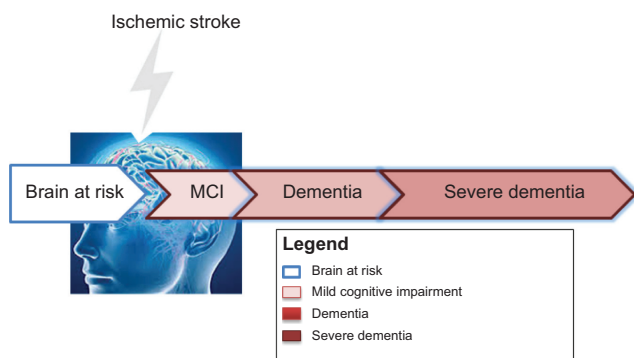 Ischemic stroke
Brain at risk
MCI
Dementia
Severe dementia
Legend
Brain at risk
Mild cognitive impairment
Dementia
Severe dementia